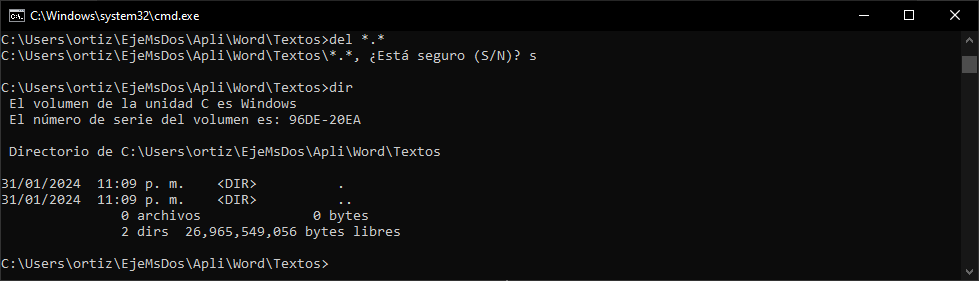 C:\Windows\system32\cmd.exe
C:\Users\ortiz\EjeMsDos\Apli\Word\Textos>del *.*
C:\Users\ortiz\EjeMsDos\Apli\Word\Textos\*.*, ¿Está seguro (S/N)? s
C:\Users\ortiz\EjeMsDos\Apli\Word\Textos>dir
El volumen de la unidad C es Windows
El número de serie del volumen es: 96DE-20EA
Directorio de C:\Users\ortiz\EjeMsDos\Apli\Word\Textos
31/01/2024  11:09 p. m.    <DIR>          .
31/01/2024  11:09 p. m.    <DIR>          ..
0 archivos              0 bytes
2 dirs  26,965,549,056 bytes libres
C:\Users\ortiz\EjeMsDos\Apli\Word\Textos>